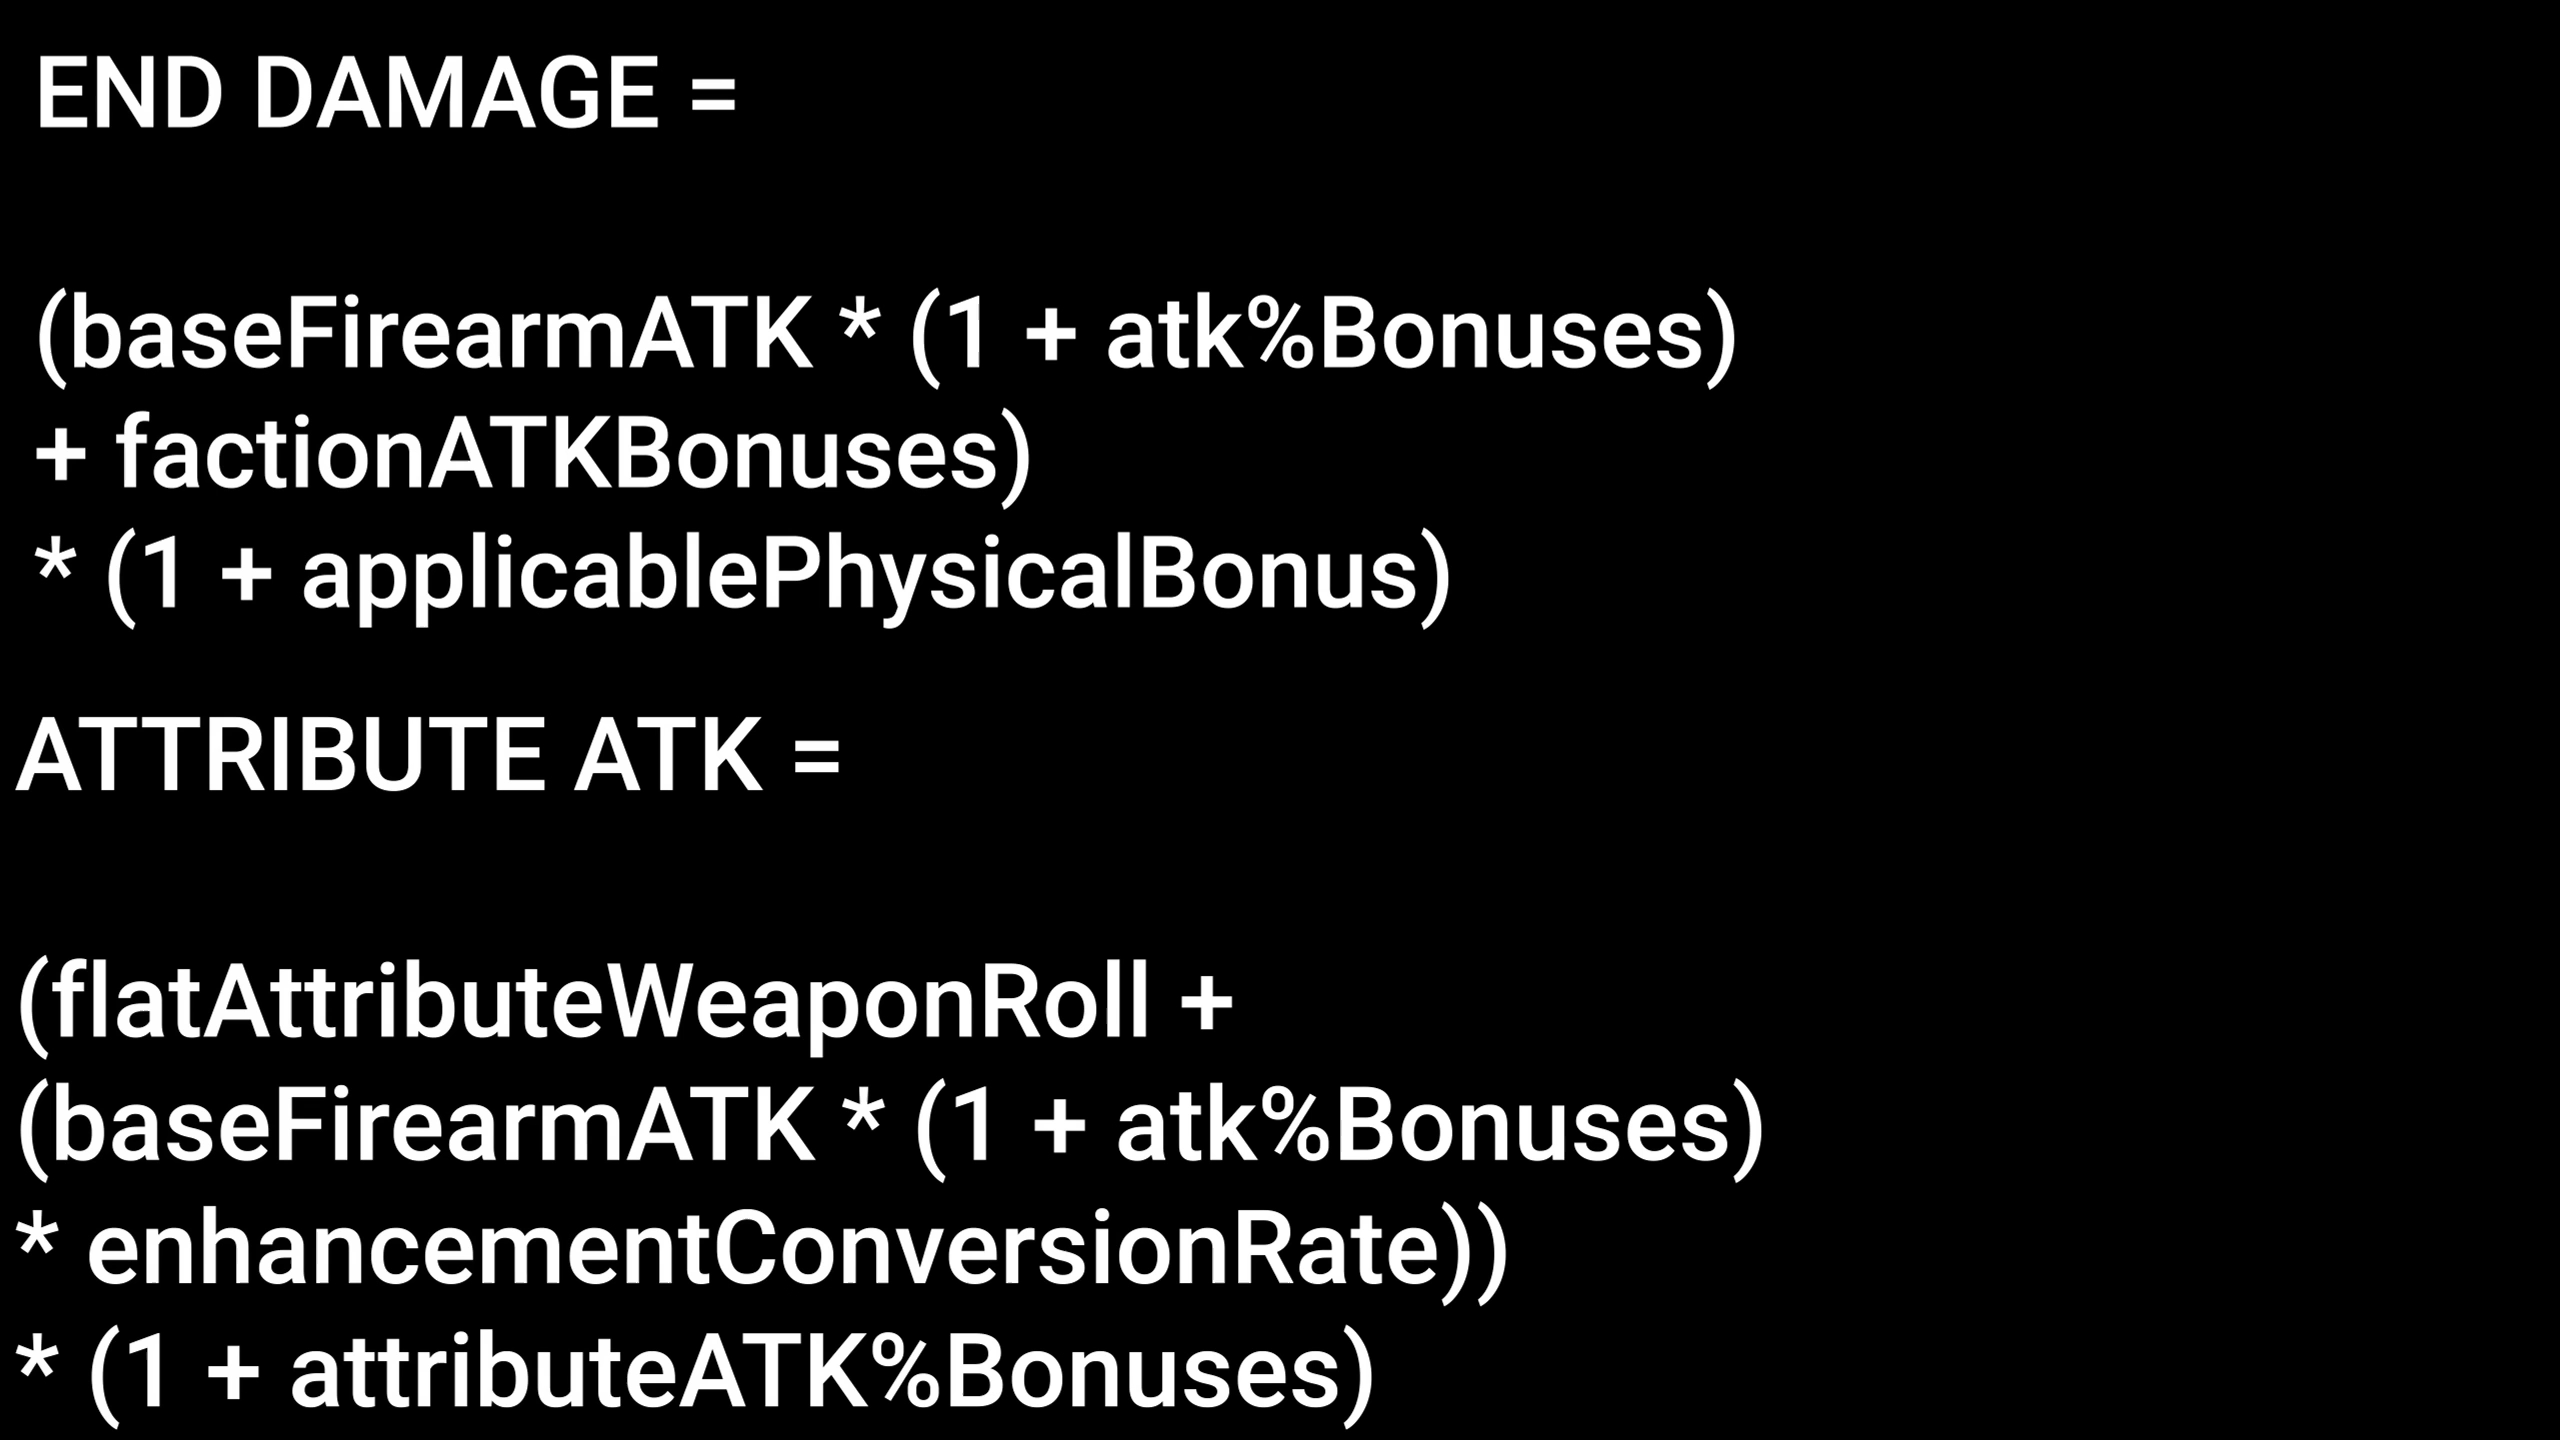 END DAMAGE =
(baseFirearmATK * (1 + atk%Bonuses)
+ factionATKBonuses)
* (1 + applicablePhysicalBonus)
ATTRIBUTE ATK =
(flatAttributeWeaponRoll +
(baseFirearmATK * (1 + atk%Bonuses)
* enhancementConversionRate))
* (1 + attributeATK%Bonuses)